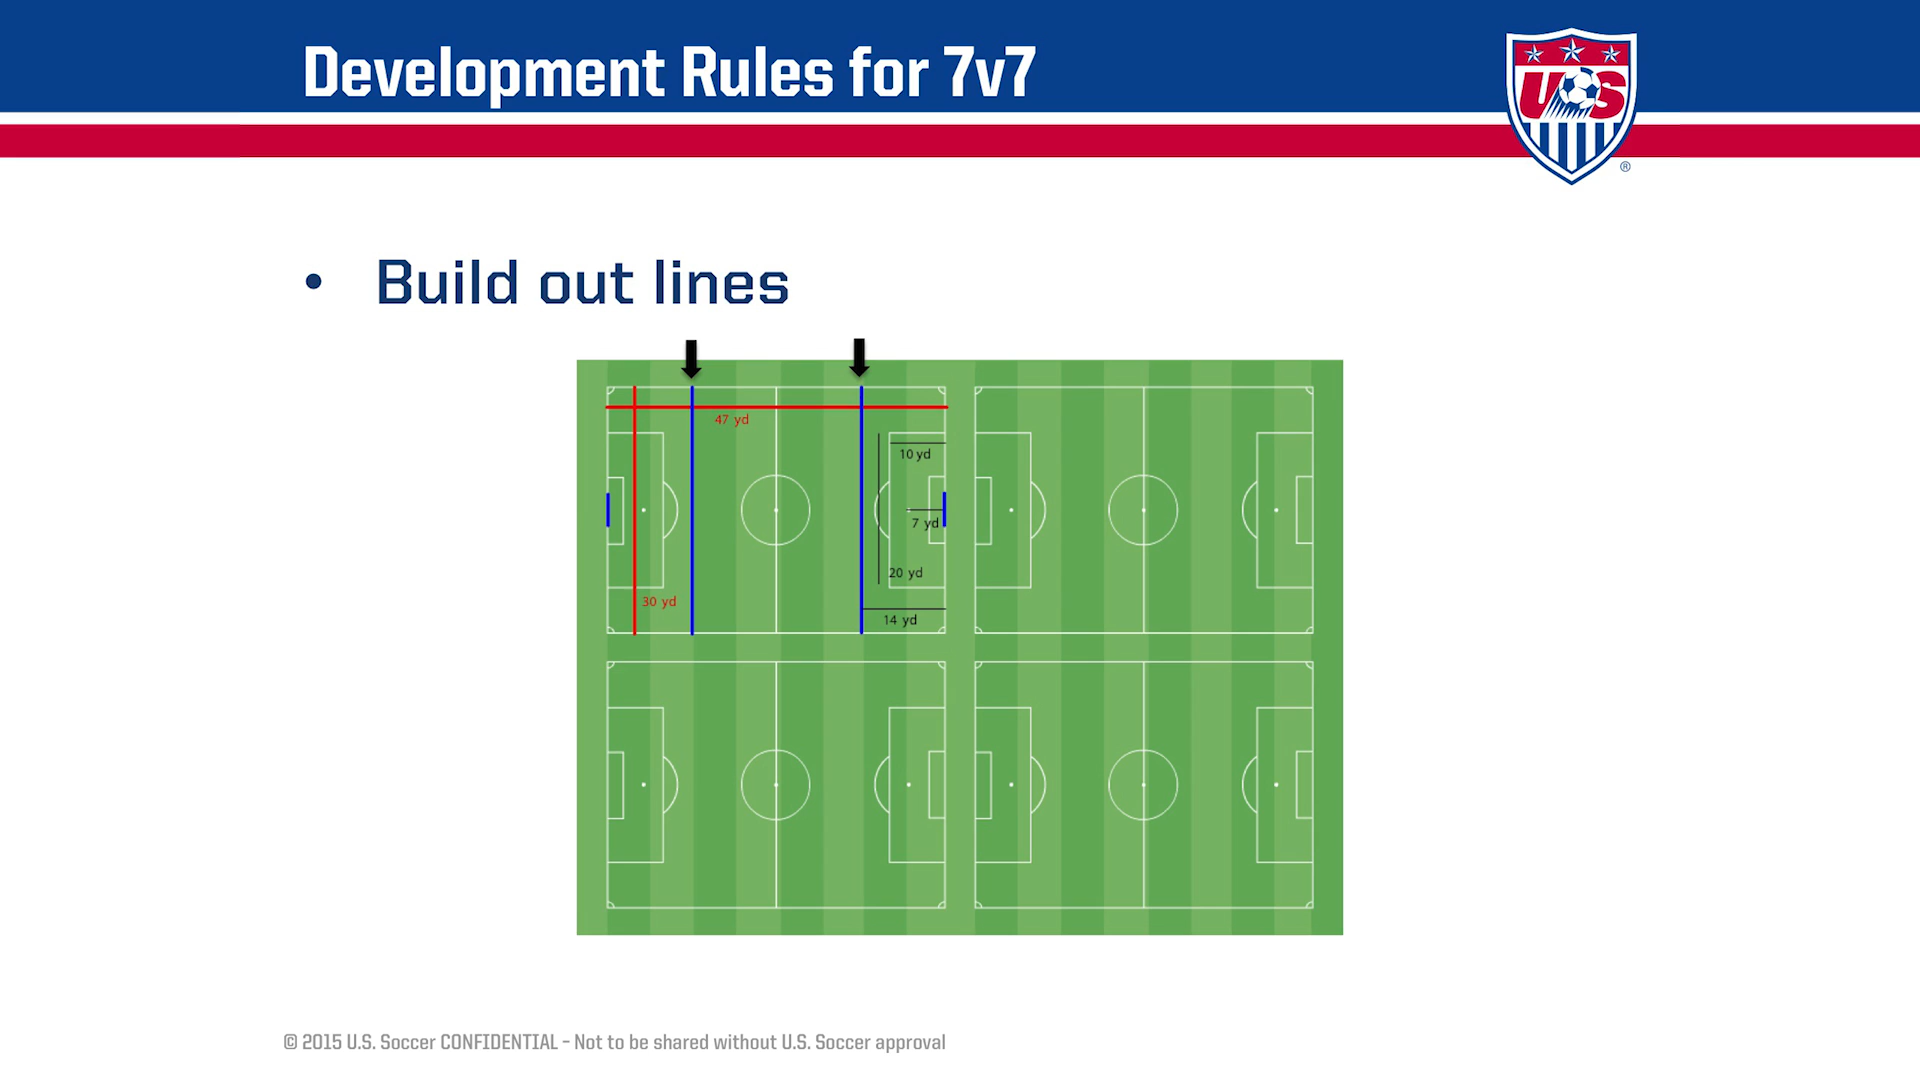 Development Rules for 7v7
US
®
• Build out lines
47 yd
10 yd
7 yd
20 yd
30 yd
14 yd
© 2015 U.S. Soccer CONFIDENTIAL - Not to be shared without U.S. Soccer approval